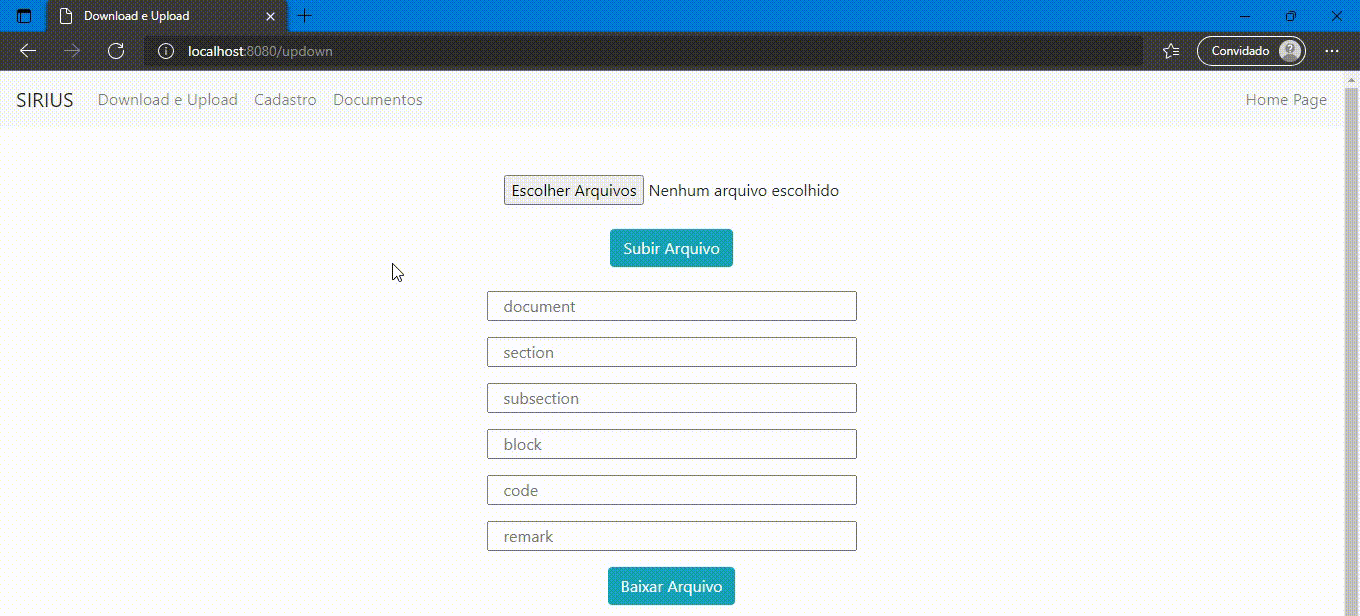 Download e Upload
localhost:8080/updown
Convidado
SIRIUS Download e Upload Cadastro Documentos Home Page
Escolher Arquivos Nenhum arquivo escolhido
Subir Arquivo
document
section
subsection
block
code
remark
Baixar Arquivo